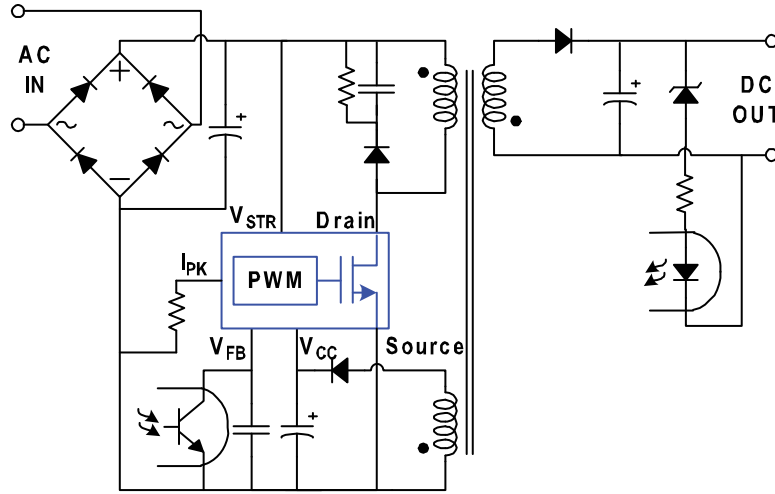 AC
IN
DC
OUT
VSTR
Drain
IPK
PWM
VFB
VCC
Source
+
+
+
+
~
~
−